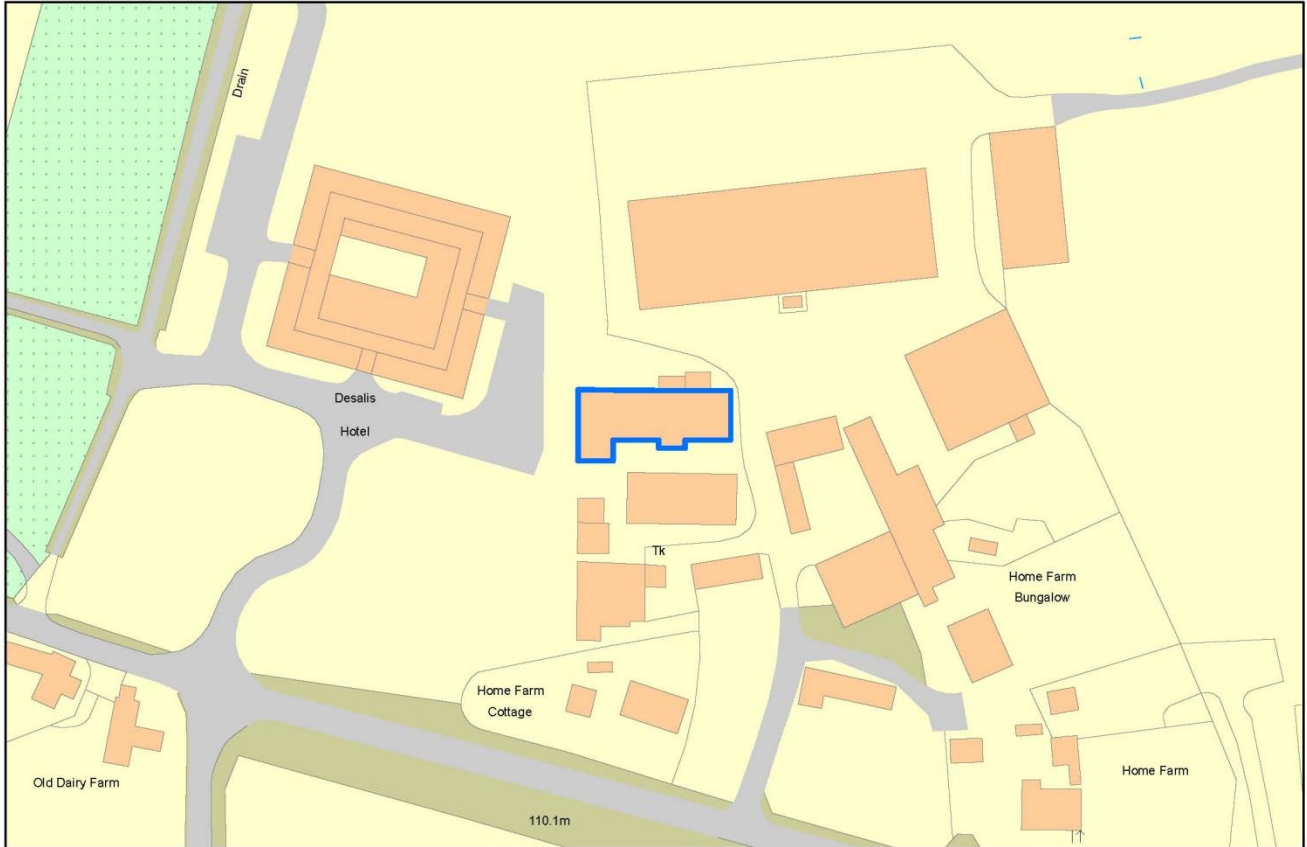 Drain
Desalis
Hotel
Tk
Home Farm
Bungalow
Home Farm
Cottage
Old Dairy Farm
Home Farm
110.1m